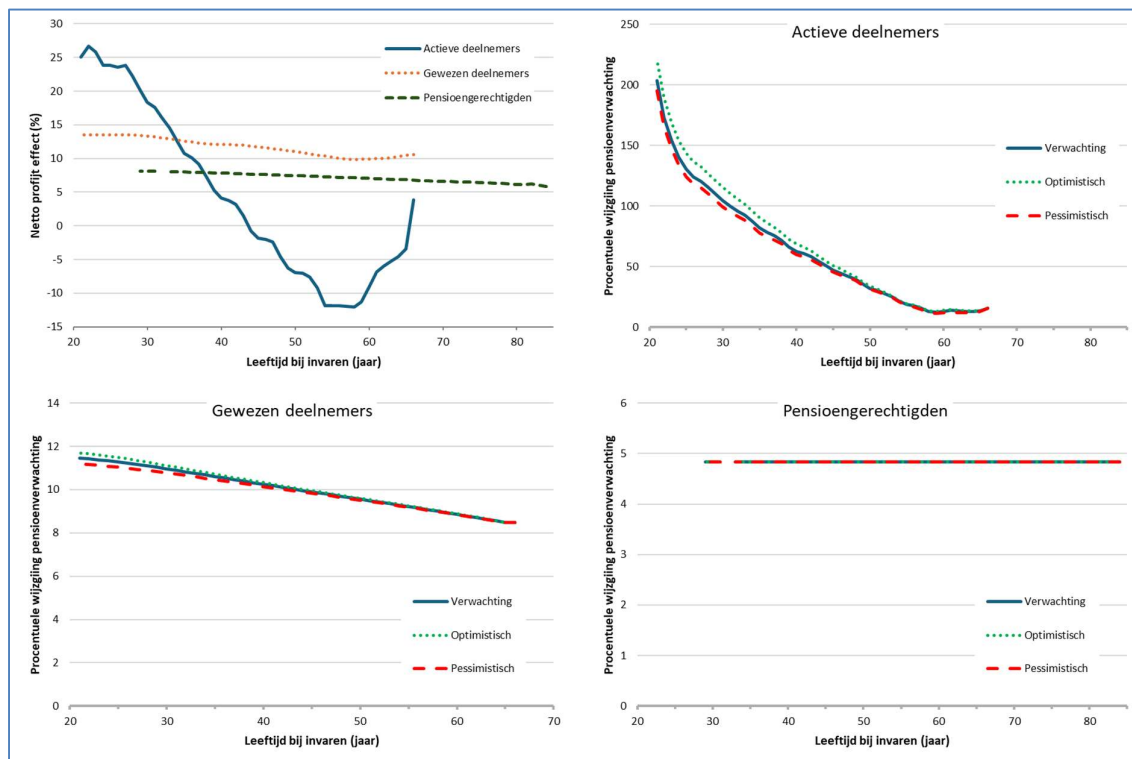 30
25
20
15
10
5
0
-5
-10
-15
Netto profijt effect (%)
Actieve deelnemers
Gewezen deelnemers
Pensioengerechtigden
20 30 40 50 60 70 80
Leeftijd bij invaren (jaar)
Actieve deelnemers
250
200
150
100
50
0
Procentuele wijzgling pensioenverwachting
Verwachting
Optimistisch
Pessimistisch
20 30 40 50 60 70 80
Leeftijd bij invaren (jaar)
Gewezen deelnemers
14
12
10
8
6
4
2
0
Procentuele wijzgling pensioenverwachting
Verwachting
Optimistisch
Pessimistisch
20 30 40 50 60 70
Leeftijd bij invaren (jaar)
Pensioengerechtigden
6
5
4
3
2
1
0
Procentuele wijzgling pensioenverwachting
Verwachting
Optimistisch
Pessimistisch
20 30 40 50 60 70 80
Leeftijd bij invaren (jaar)